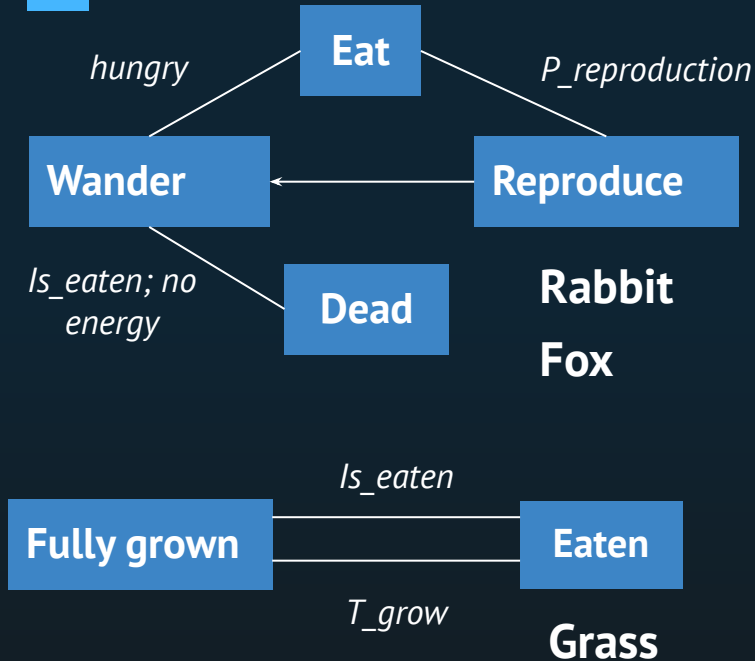 Eat
hungry
P_reproduction
Wander
Reproduce
Is_eaten; no
energy
Dead
Rabbit
Fox
Is_eaten
Fully grown
Eaten
T_grow
Grass